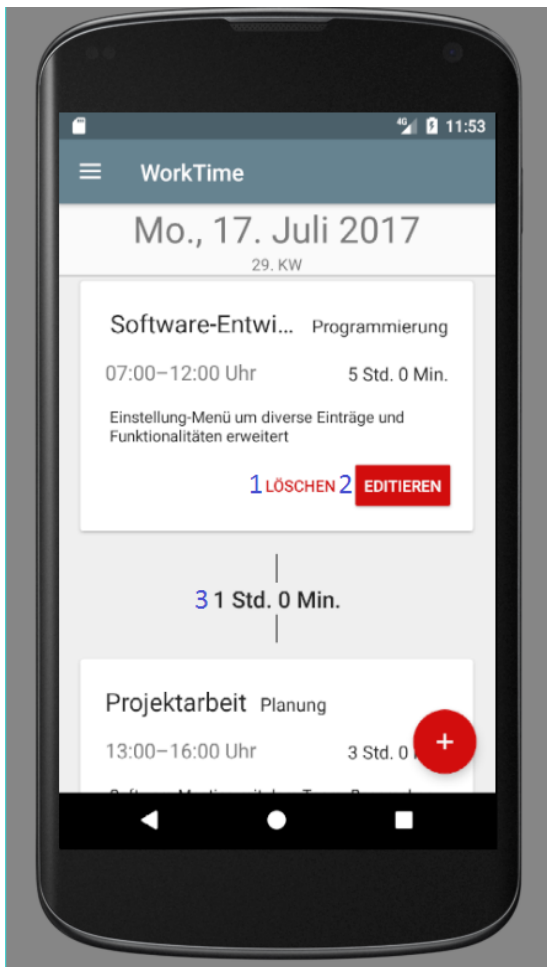 4G 11:53
WorkTime
Mo., 17. Juli 2017
29. KW
Software-Entwi... Programmierung
07:00–12:00 Uhr 5 Std. 0 Min.
Einstellung-Menü um diverse Einträge und
Funktionalitäten erweitert
1 LÖSCHEN 2 EDITIEREN
3 1 Std. 0 Min.
Projektarbeit Planung
13:00–16:00 Uhr 3 Std. 0
+